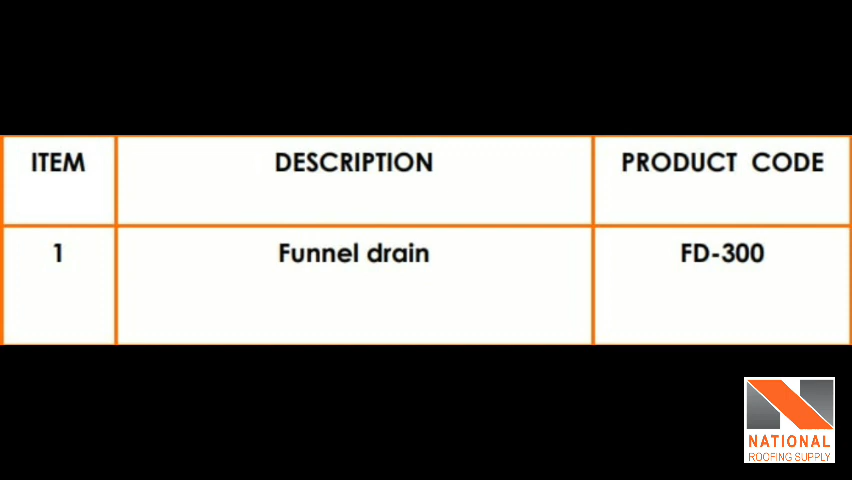 ITEM DESCRIPTION PRODUCT CODE
1 Funnel drain FD-300
NATIONAL
ROOFING SUPPLY